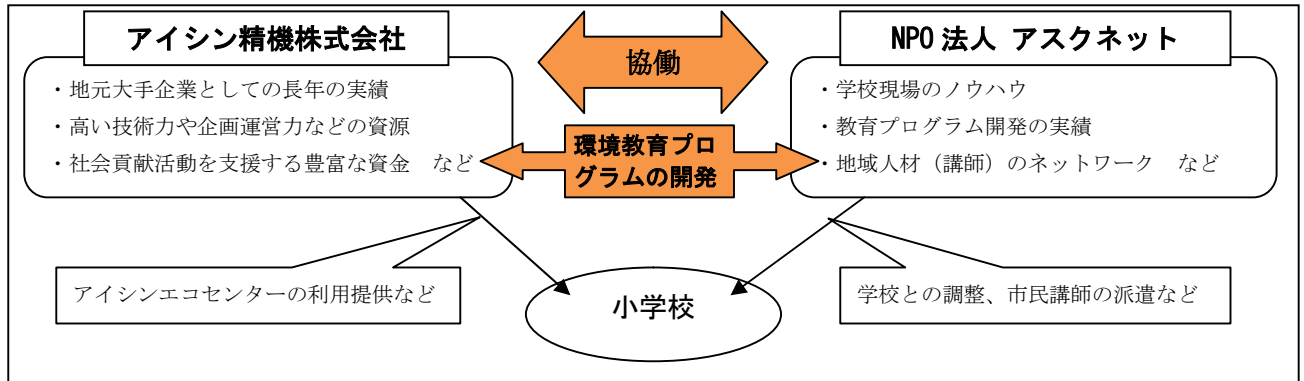 アイシン精機株式会社
協働
NPO 法人 アスクネット
・地元大手企業としての長年の実績
・高い技術力や企画運営力などの資源
・社会貢献活動を支援する豊富な資金　など
環境教育プロ
グラムの開発
・学校現場のノウハウ
・教育プログラム開発の実績
・地域人材（講師）のネットワーク　など
アイシンエコセンターの利用提供など
小学校
学校との調整、市民講師の派遣など